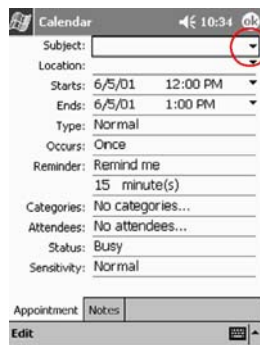 Calendar 10:34 ok
Subject:
Location:
Starts: 6/5/01 12:00 PM
Ends: 6/5/01 1:00 PM
Type: Normal
Occurs: Once
Reminder: Remind me
15 minute(s)
Categories: No categories...
Attendees: No attendees...
Status: Busy
Sensitivity: Normal
Appointment Notes
Edit